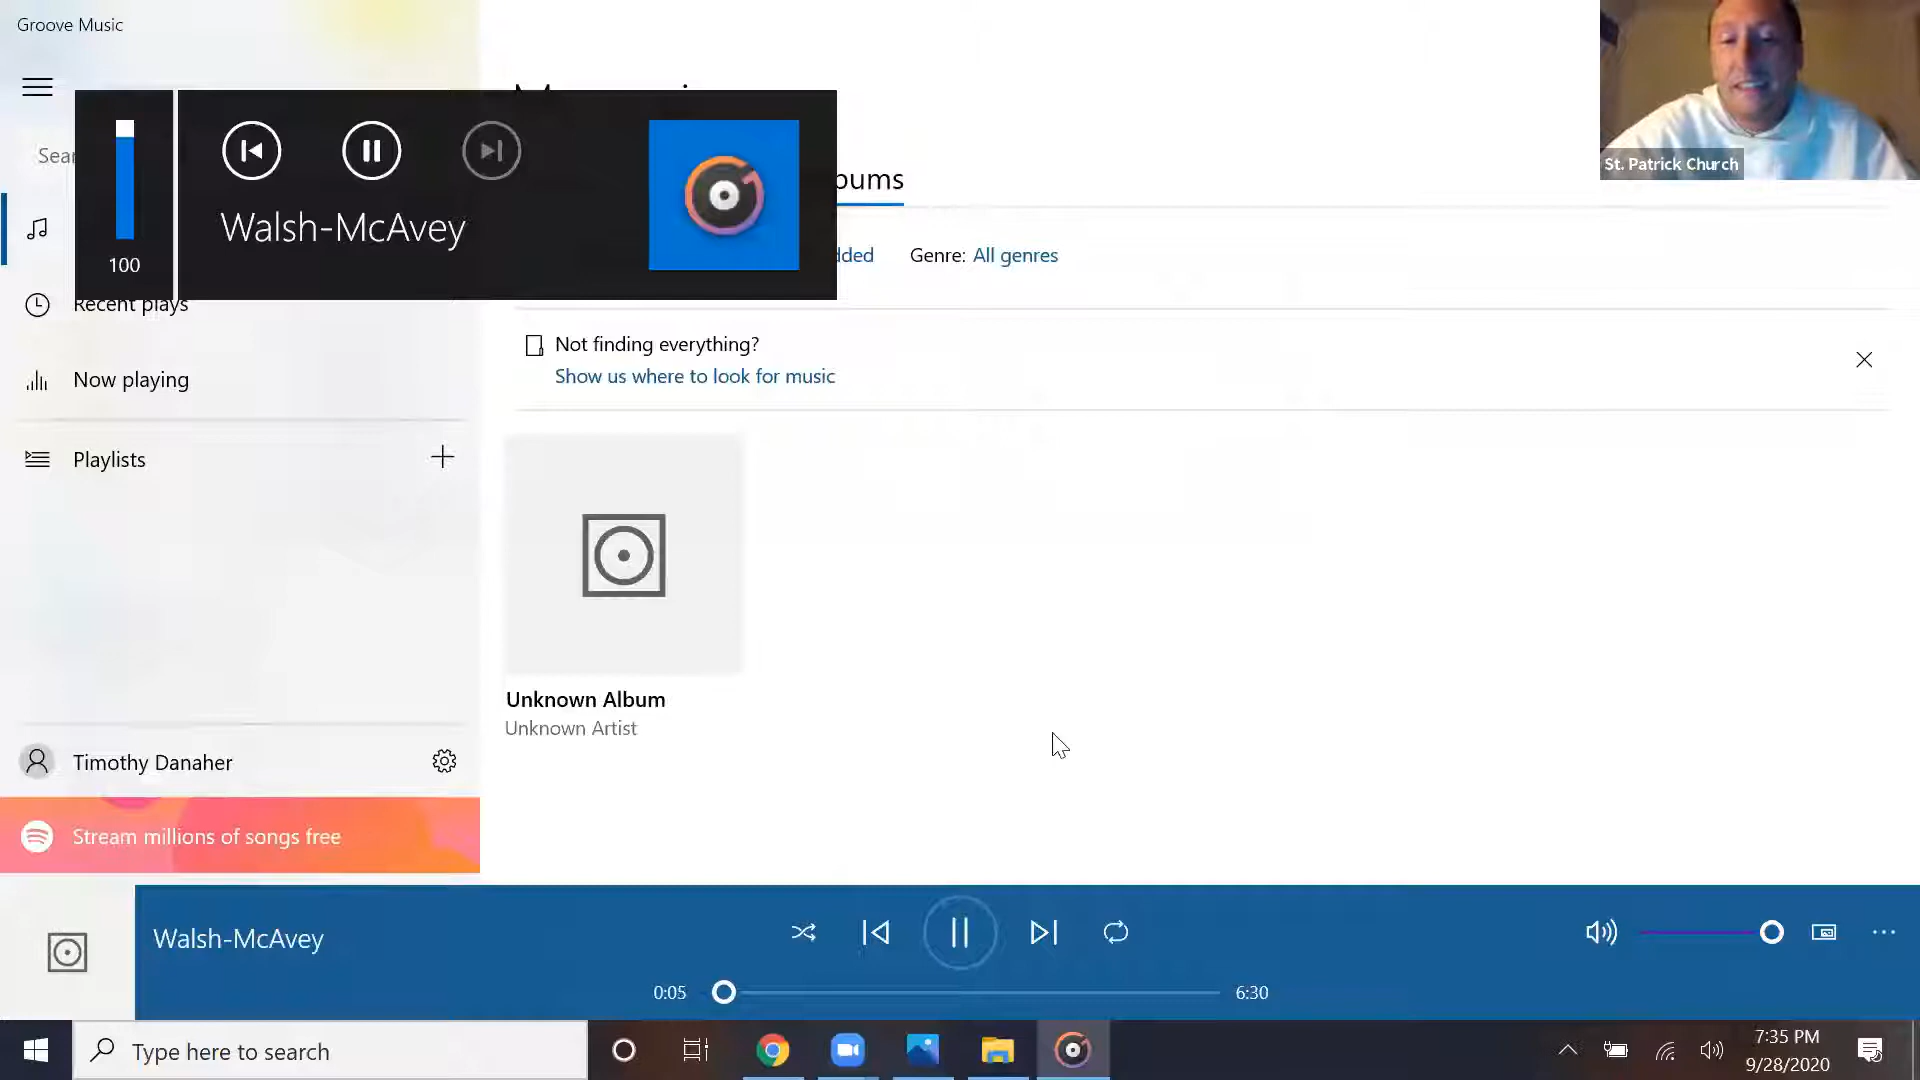 Groove Music
St. Patrick Church
Sear
bums
Walsh-McAvey
100
dded
Genre: All genres
Recent plays
Not finding everything?
Show us where to look for music
Now playing
Playlists
Unknown Album
Unknown Artist
Timothy Danaher
Stream millions of songs free
Walsh-McAvey
0:05
6:30
Type here to search
7:35 PM
9/28/2020